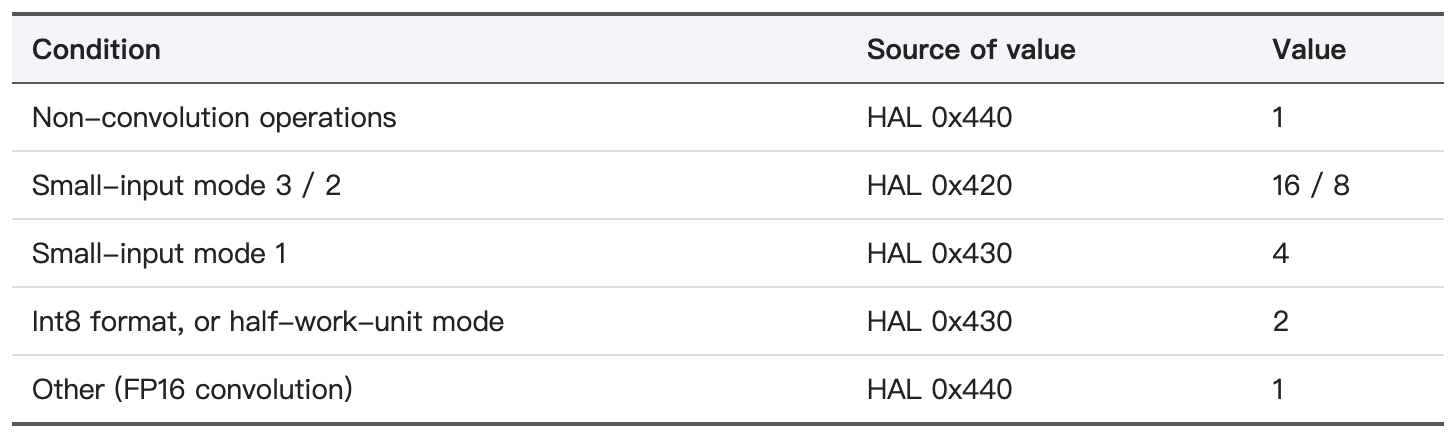 Condition Source of value Value
Non–convolution operations HAL 0x440 1
Small–input mode 3 / 2 HAL 0x420 16 / 8
Small–input mode 1 HAL 0x430 4
Int8 format, or half–work–unit mode HAL 0x430 2
Other (FP16 convolution) HAL 0x440 1